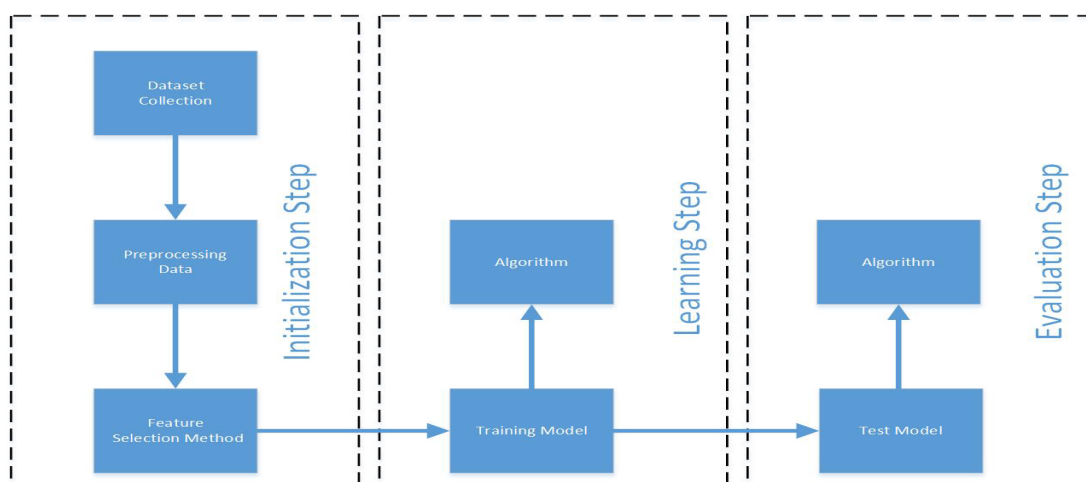 Dataset
Collection
Preprocessing
Data
Feature
Selection Method
Initialization Step
Algorithm
Training Model
Learning Step
Algorithm
Test Model
Evaluation Step